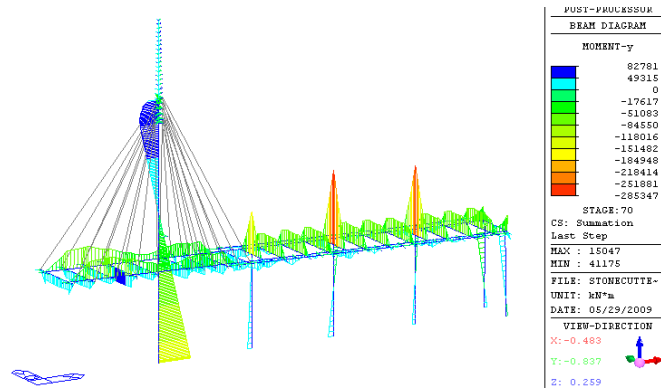 POST-PROCESSOR
BEAM DIAGRAM
MOMENT-y
82781
49315
0
-17617
-51083
-84550
-118016
-151482
-184948
-218414
-251881
-285347
STAGE:70
CS: Summation
Last Step
MAX : 15047
MIN : 41175
FILE: STONECUTTE~
UNIT: kN*m
DATE: 05/29/2009
VIEW-DIRECTION
X:-0.483
Y:-0.837
Z: 0.259